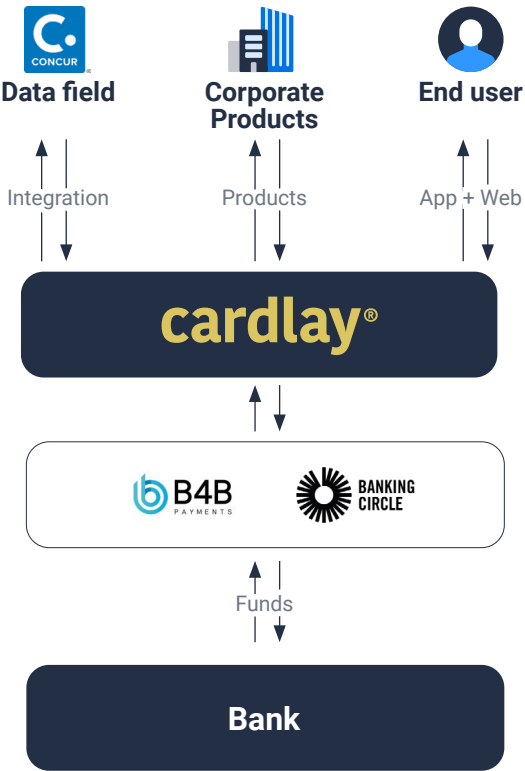 C.
CONCUR
Data field
Corporate
Products
End user
Integration
Products
App + Web
cardlay®
B4B
PAYMENTS
BANKING
CIRCLE
Funds
Bank